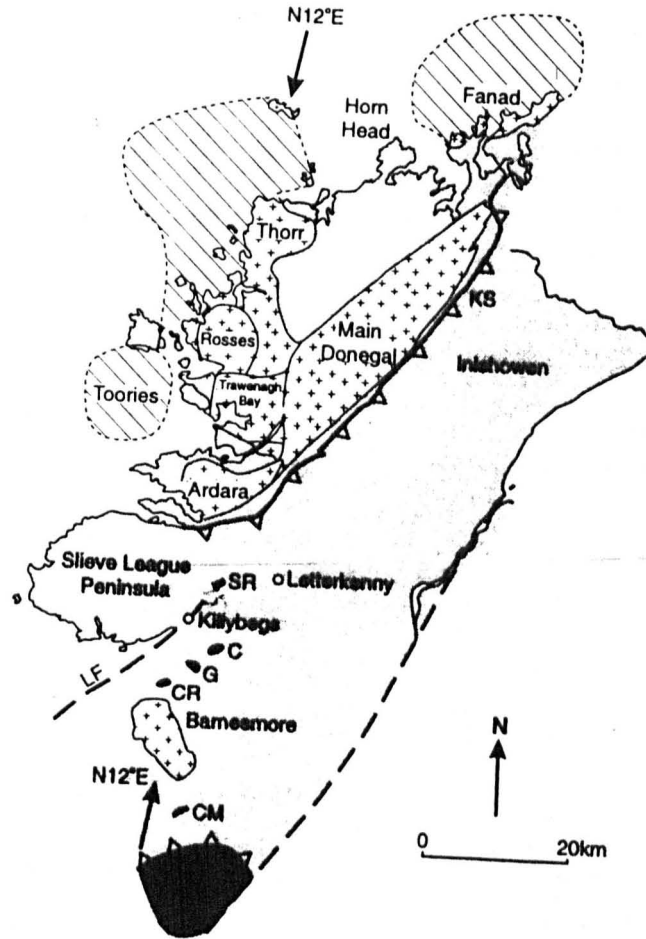 N12°E
Fanad
Horn
Head
Thorr
KS
Main
Donegal
Rosses
Inishowen
Trawenagh
Bay
Toories
Ardara
Slieve League
Peninsula
SR
Letterkenny
Killybegs
C
LF
G
CR
Barnesmore
N
N12°E
CM
0
20km